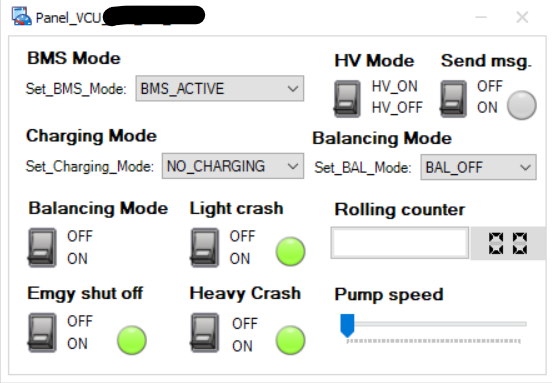 Panel_VCU_
BMS Mode
Set_BMS_Mode: BMS_ACTIVE
HV Mode
HV_ON
HV_OFF
Send msg.
OFF
ON
Charging Mode
Set_Charging_Mode: NO_CHARGING
Balancing Mode
Set_BAL_Mode: BAL_OFF
Balancing Mode
OFF
ON
Light crash
OFF
ON
Rolling counter
Emgy shut off
OFF
ON
Heavy Crash
OFF
ON
Pump speed